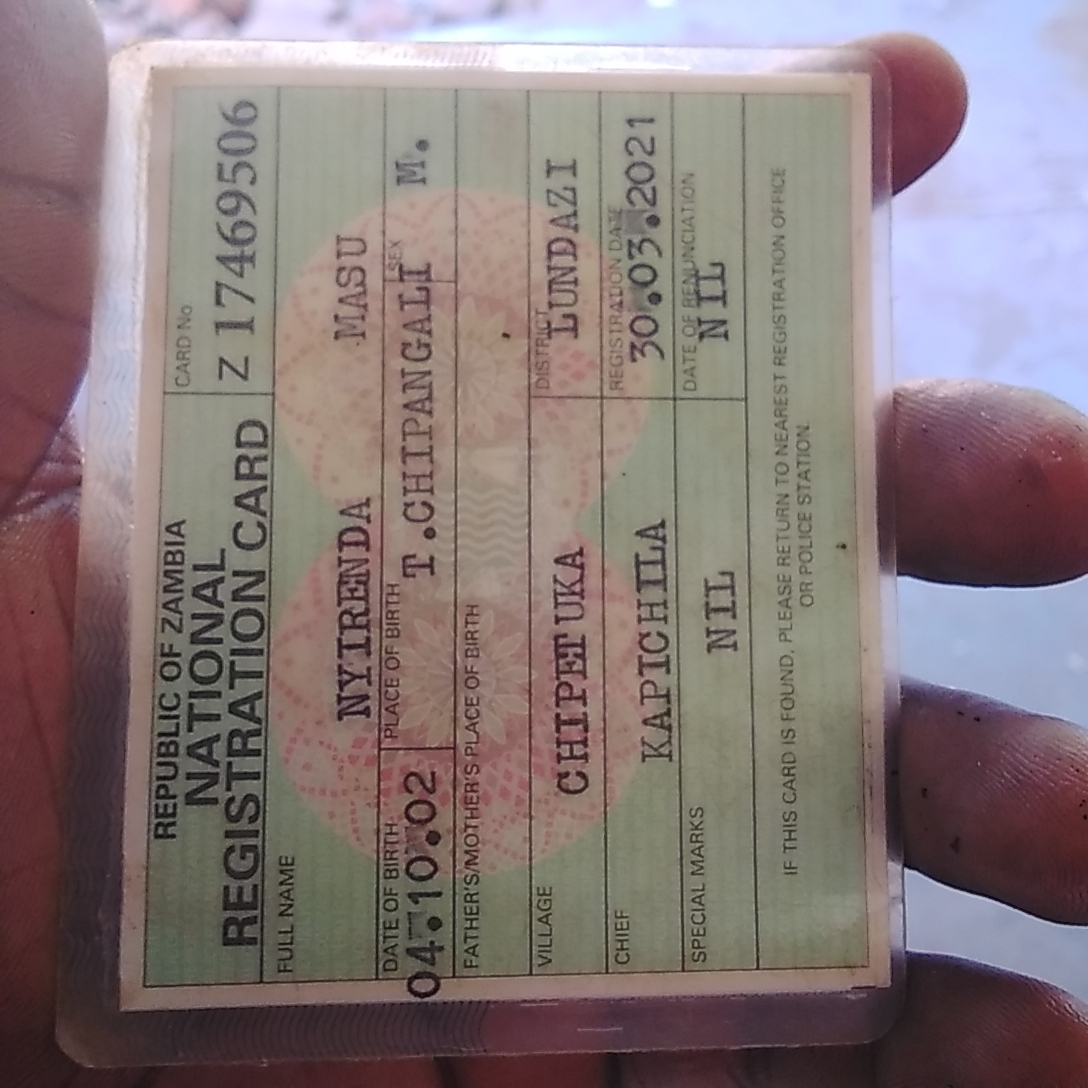 REPUBLIC OF ZAMBIA
NATIONAL
REGISTRATION CARD
CARD No
Z 17469506
FULL NAME
NYIRENDA MASU
DATE OF BIRTH PLACE OF BIRTH SEX
04.10.02 T.CHIPANGALI M.
FATHER'S/MOTHER'S PLACE OF BIRTH
VILLAGE CHIPETUKA DISTRICT LUNDAZI
CHIEF KAPICHILA REGISTRATION DATE 30.03.2021
SPECIAL MARKS NIL DATE OF RENUNCIATION NIL
IF THIS CARD IS FOUND, PLEASE RETURN TO NEAREST REGISTRATION OFFICE
OR POLICE STATION.